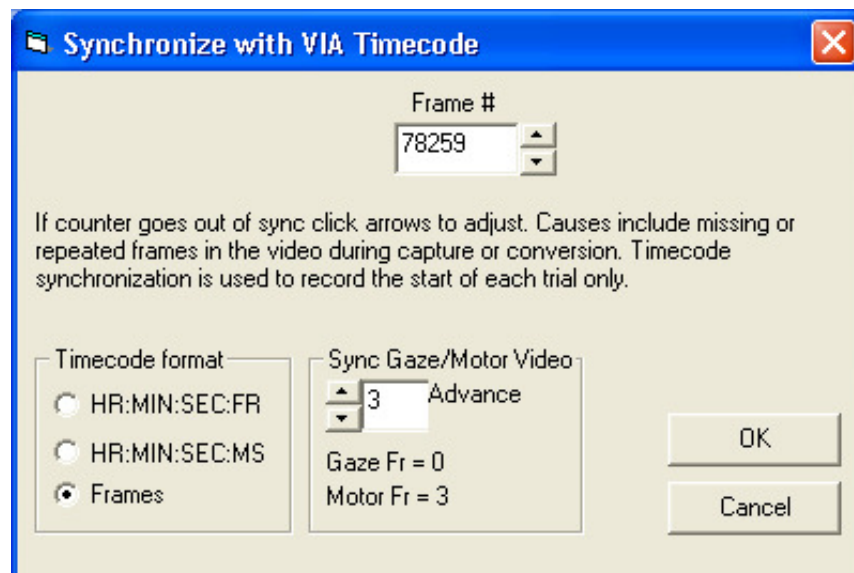 Synchronize with VIA Timecode
Frame #
78259
If counter goes out of sync click arrows to adjust. Causes include missing or
repeated frames in the video during capture or conversion. Timecode
synchronization is used to record the start of each trial only.
Timecode format
HR:MIN:SEC:FR
HR:MIN:SEC:MS
Frames
Sync Gaze/Motor Video
3 Advance
Gaze Fr = 0
Motor Fr = 3
OK
Cancel